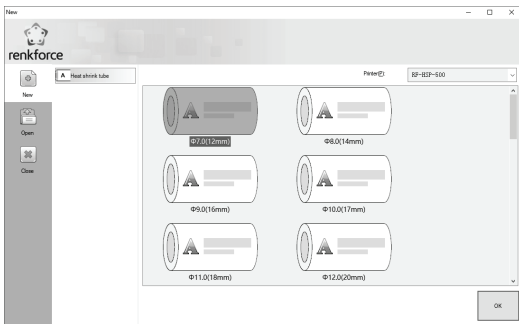 New
renkforce
A Heat shrink tube
Printer(P): RF-HSP-500
New
Open
Close
A
Φ7.0(12mm)
A
Φ8.0(14mm)
A
Φ9.0(16mm)
A
Φ10.0(17mm)
A
Φ11.0(18mm)
A
Φ12.0(20mm)
OK